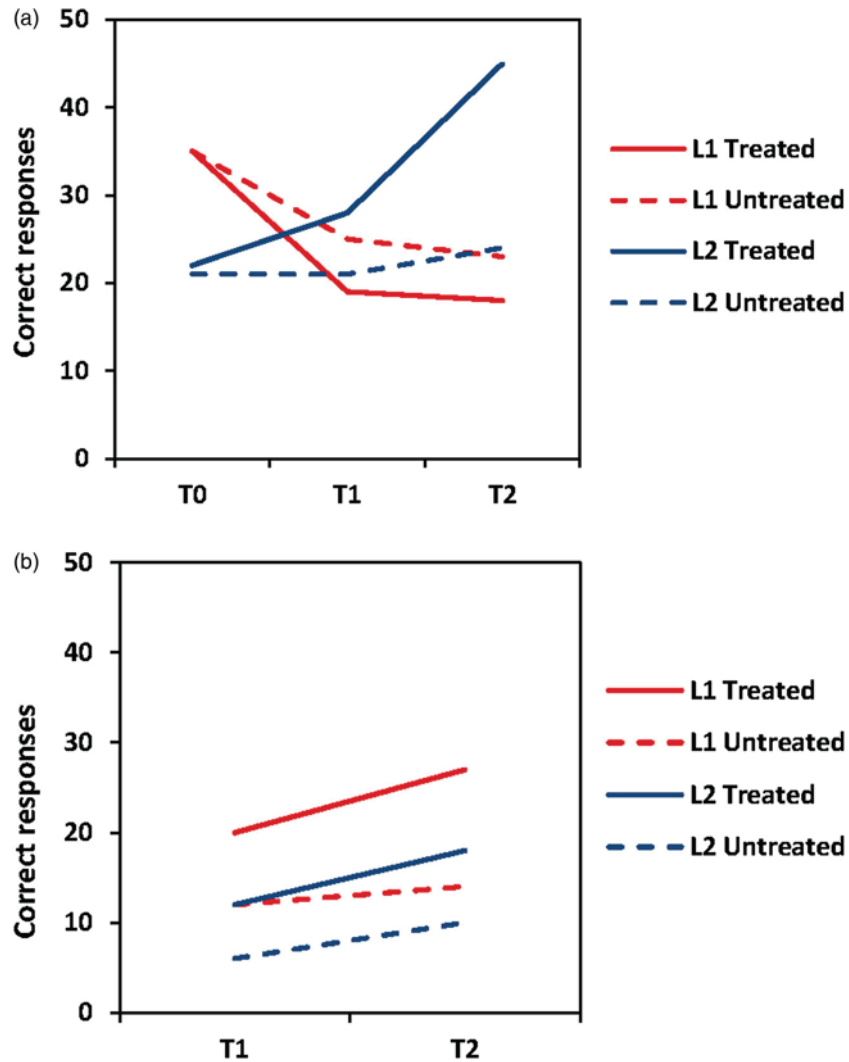 (a)
50
40
30
20
10
0
Correct responses
T0 T1 T2
L1 Treated
L1 Untreated
L2 Treated
L2 Untreated
(b)
50
40
30
20
10
0
Correct responses
T1 T2
L1 Treated
L1 Untreated
L2 Treated
L2 Untreated